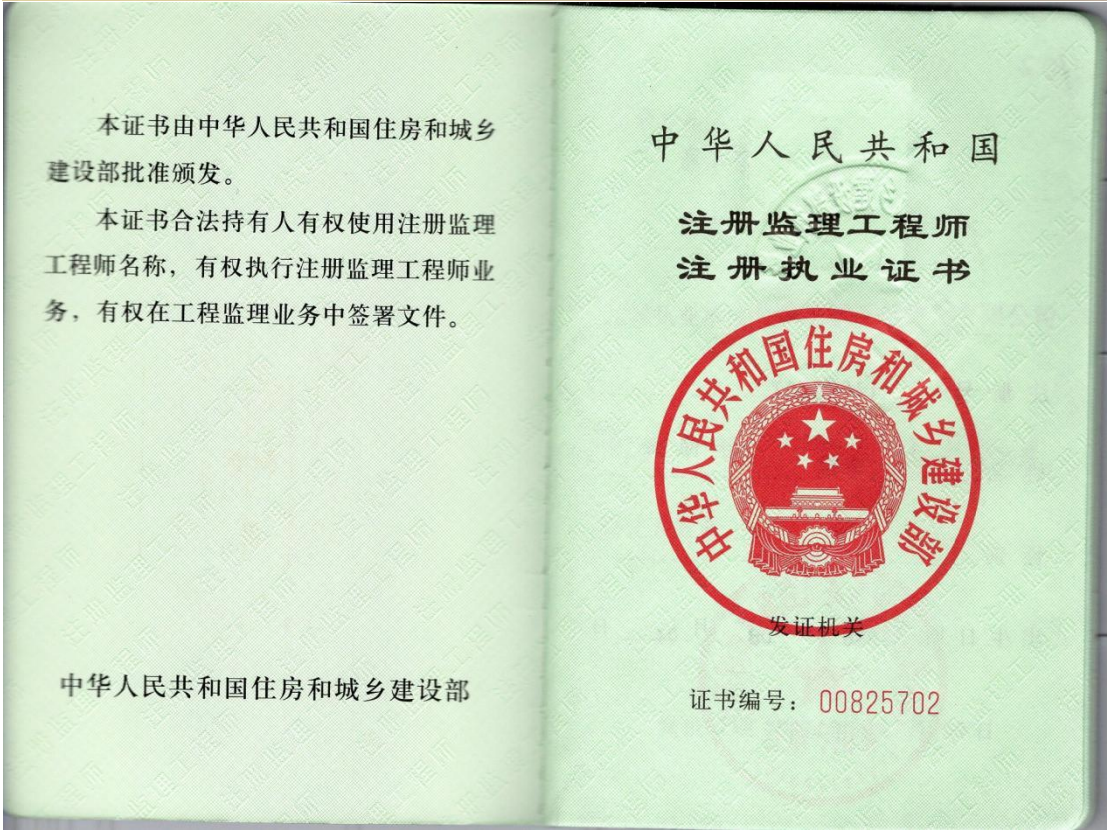 本证书由中华人民共和国住房和城乡
建设部批准颁发。
本证书合法持有人有权使用注册监理
工程师名称，有权执行注册监理工程师业
务，有权在工程监理业务中签署文件。
中华人民共和国住房和城乡建设部
中华人民共和国
注册监理工程师
注册执业证书
中华人民共和国住房和城乡建设部
发证机关
证书编号：00825702